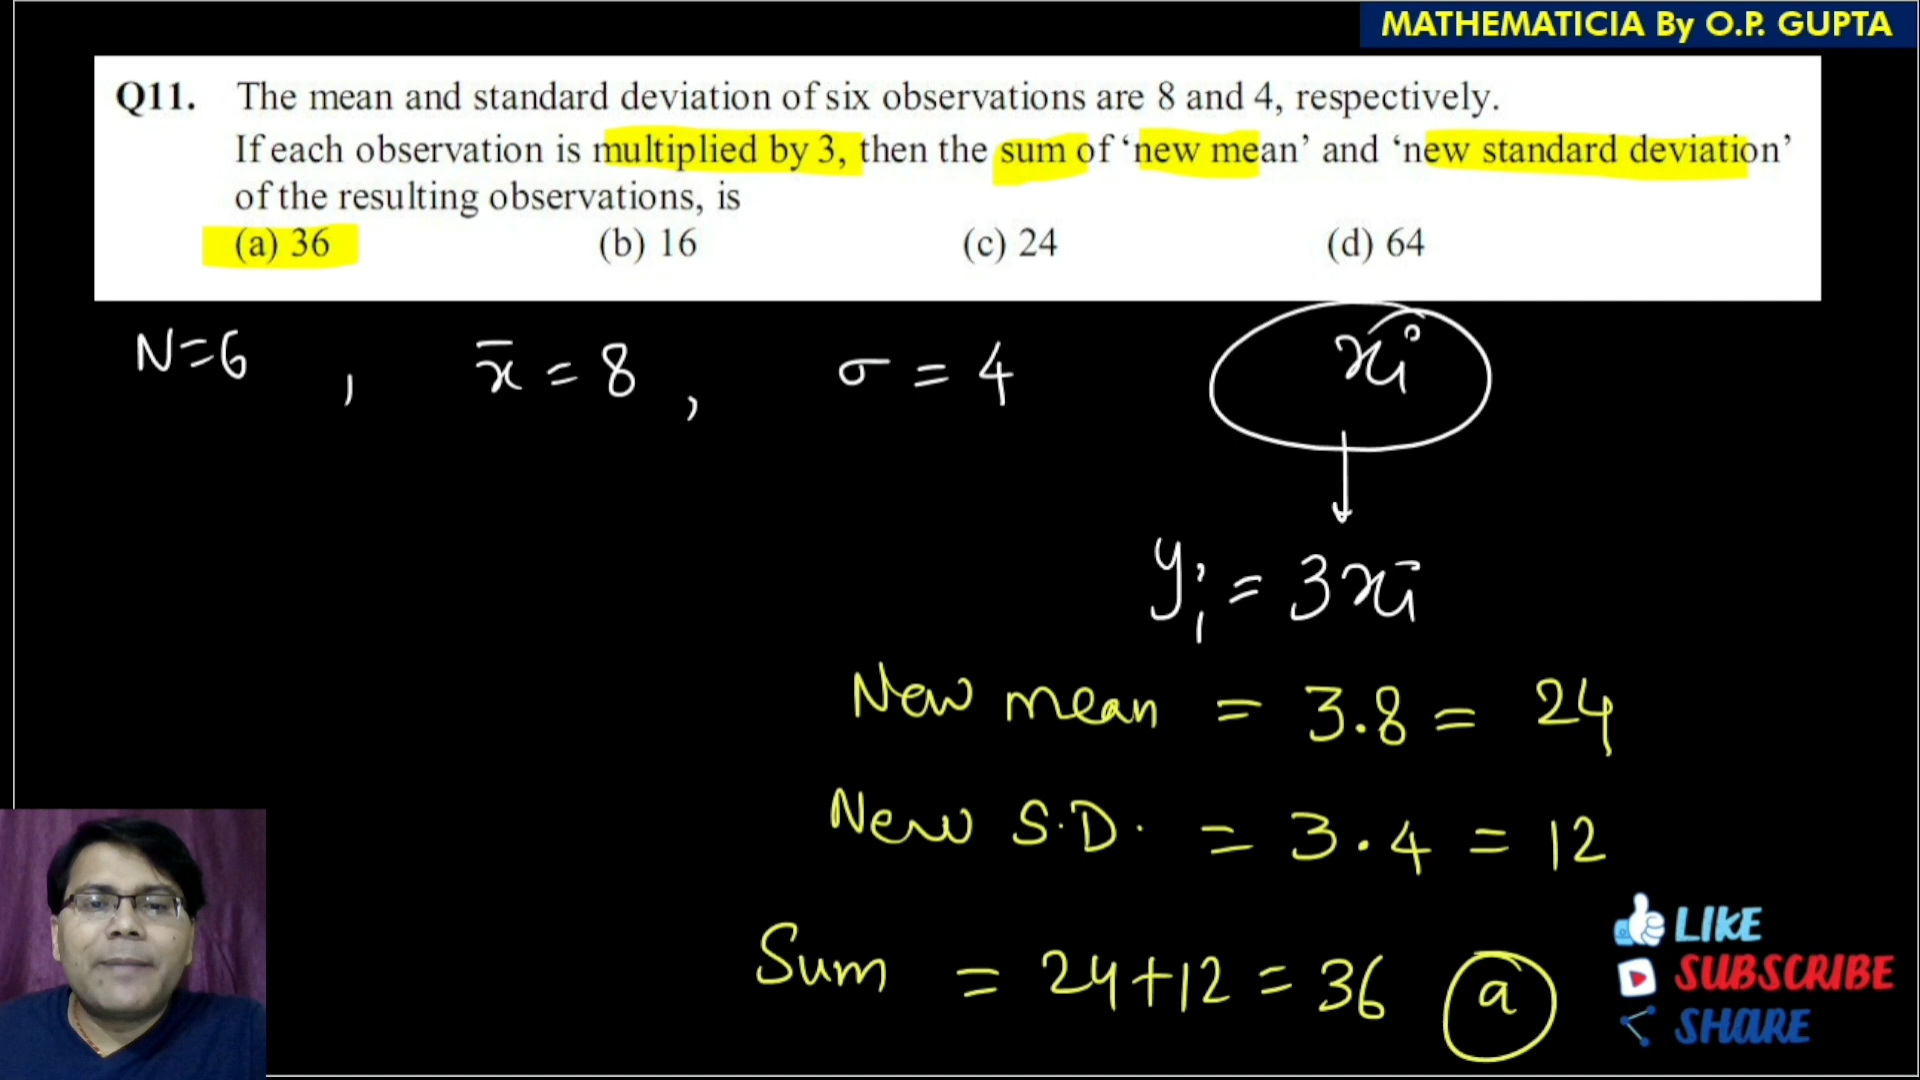 MATHEMATICIA By O.P. GUPTA
Q11. The mean and standard deviation of six observations are 8 and 4, respectively.
If each observation is multiplied by 3, then the sum of ‘new mean’ and ‘new standard deviation’
of the resulting observations, is
(a) 36 (b) 16 (c) 24 (d) 64
N=6 , x̄ = 8 , σ = 4 xᵢ
yᵢ = 3xᵢ
New mean = 3.8 = 24
New S.D. = 3.4 = 12
Sum = 24+12 = 36 a
LIKE
SUBSCRIBE
SHARE